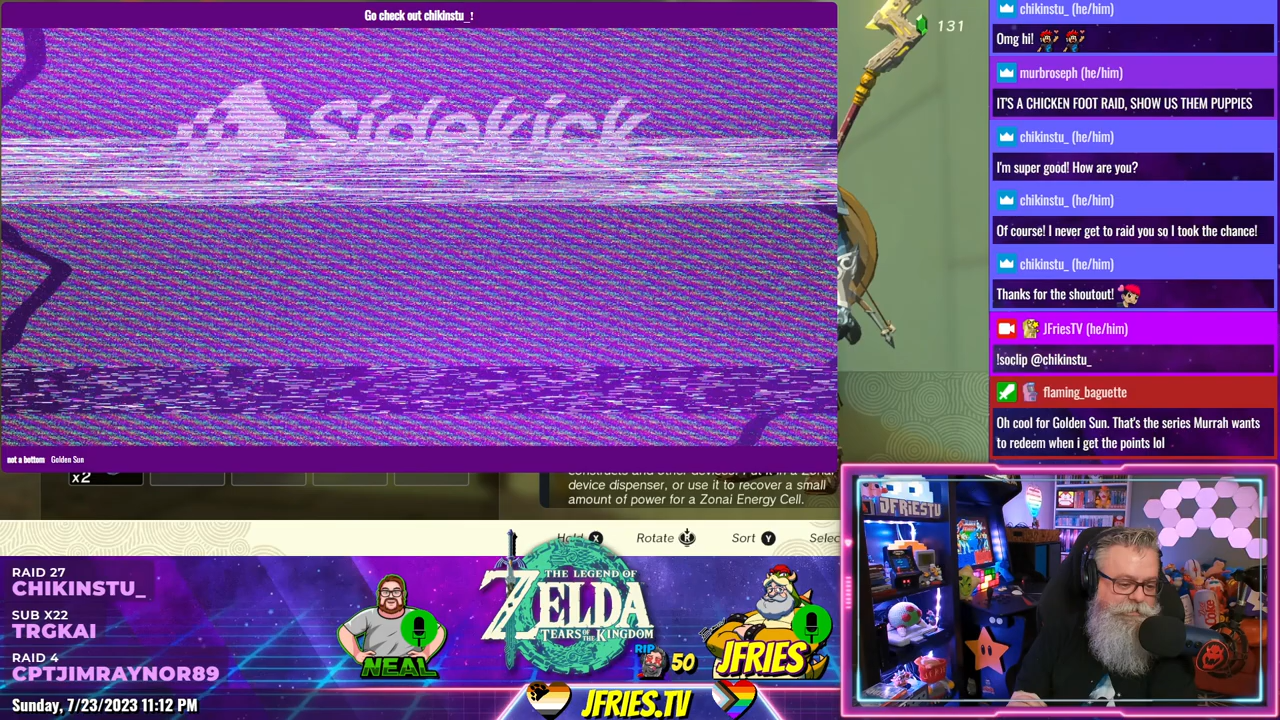 Go check out chikinstu_!
Sidekick
not a bottom Golden Sun
131
x2
constructs and other devices! Put it in a Zonai
device dispenser, or use it to recover a small
amount of power for a Zonai Energy Cell.
Hold X Rotate R Sort Y Selec
chikinstu_ (he/him)
Omg hi!
murbroseph (he/him)
IT'S A CHICKEN FOOT RAID, SHOW US THEM PUPPIES
chikinstu_ (he/him)
I'm super good! How are you?
chikinstu_ (he/him)
Of course! I never get to raid you so I took the chance!
chikinstu_ (he/him)
Thanks for the shoutout!
JFriesTV (he/him)
!soclip @chikinstu_
flaming_baguette
Oh cool for Golden Sun. That's the series Murrah wants
to redeem when i get the points lol
JFRIESTV
RAID 27
CHIKINSTU_
SUB X22
TRGKAI
RAID 4
CPTJIMRAYNOR89
Sunday, 7/23/2023 11:12 PM
NEAL
THE LEGEND OF
ZELDA
TEARS OF THE KINGDOM
RIP
50
JFRIES
JFRIES.TV